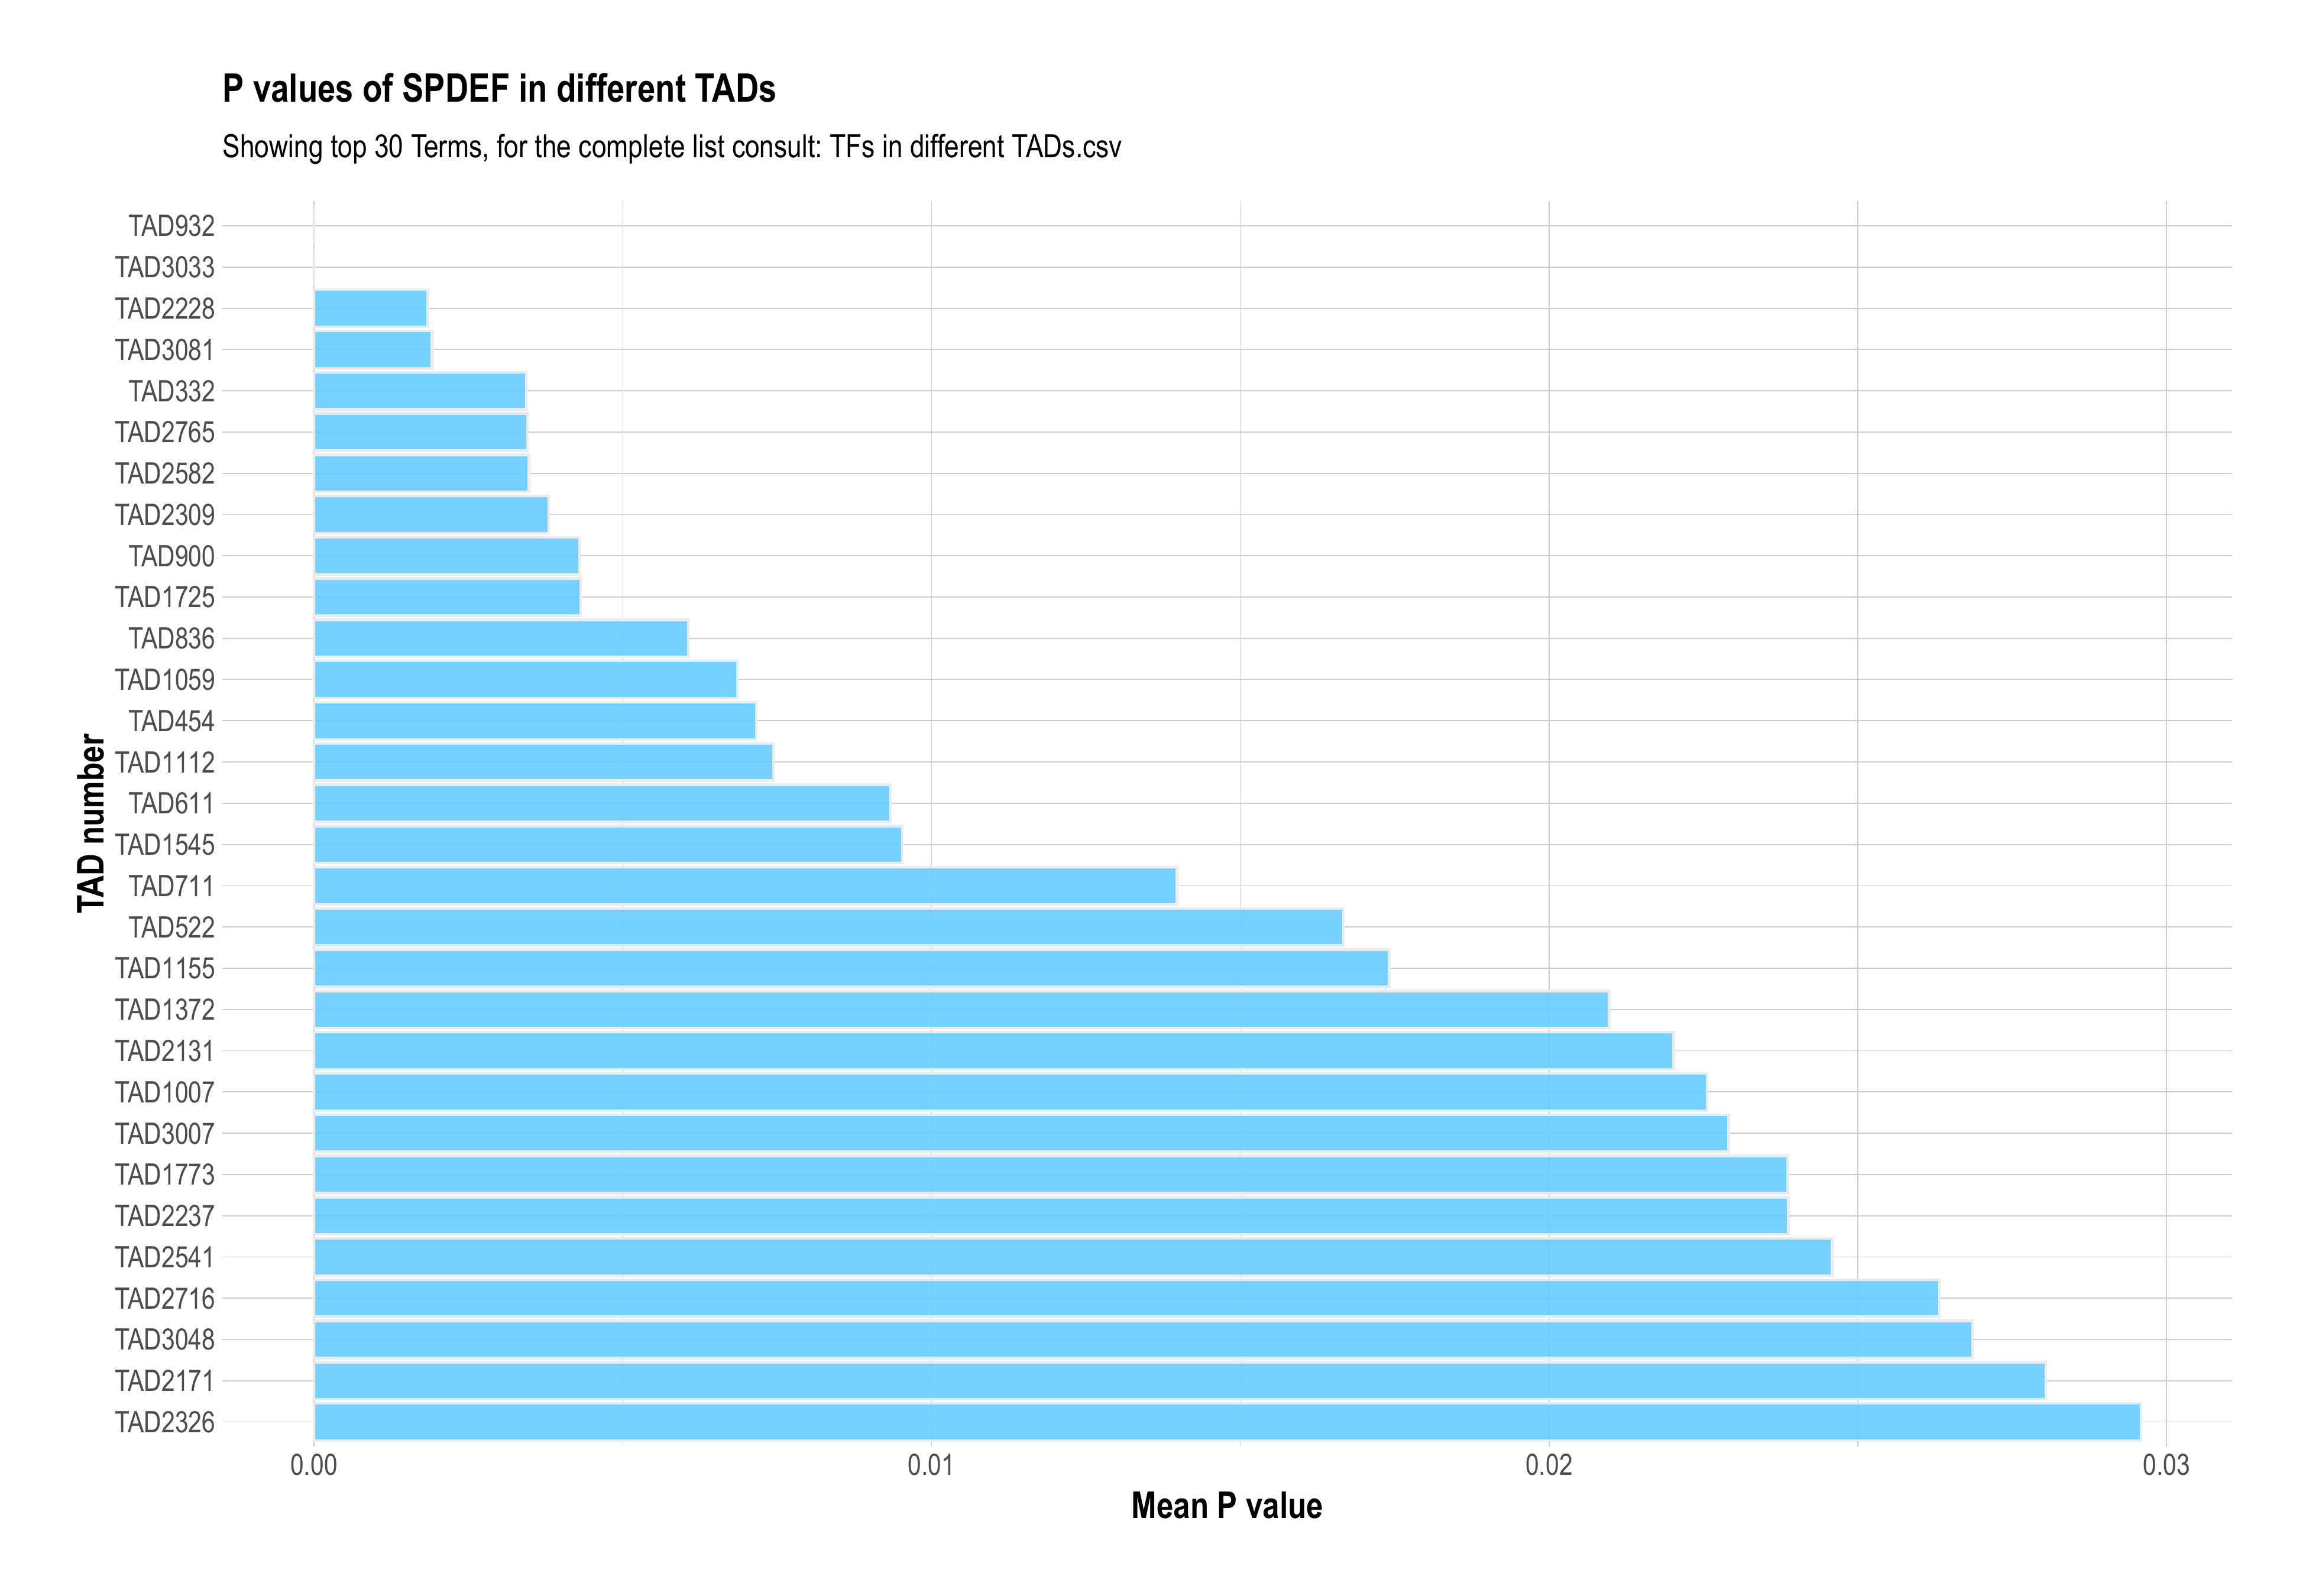 P values of SPDEF in different TADs
Showing top 30 Terms, for the complete list consult: TFs in different TADs.csv
TAD number
TAD932
TAD3033
TAD2228
TAD3081
TAD332
TAD2765
TAD2582
TAD2309
TAD900
TAD1725
TAD836
TAD1059
TAD454
TAD1112
TAD611
TAD1545
TAD711
TAD522
TAD1155
TAD1372
TAD2131
TAD1007
TAD3007
TAD1773
TAD2237
TAD2541
TAD2716
TAD3048
TAD2171
TAD2326
0.00 0.01 0.02 0.03
Mean P value